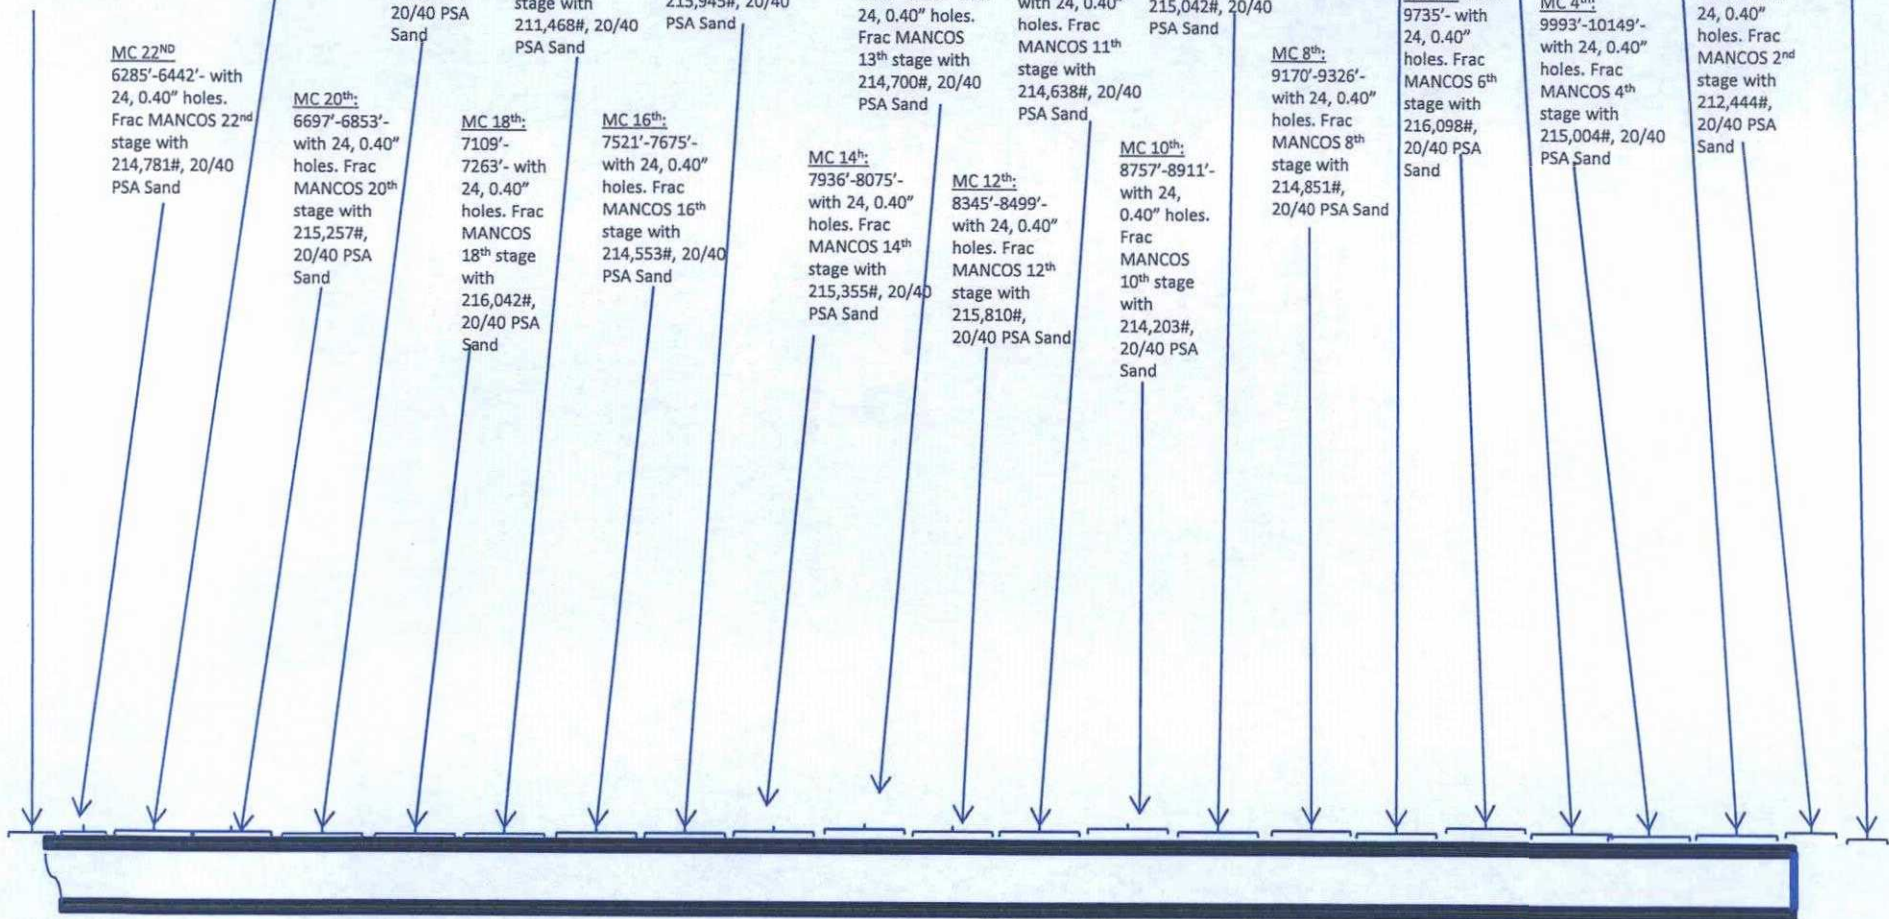 20/40 PSA
Sand
stage with
211,468#, 20/40
PSA Sand
215,945#, 20/40
PSA Sand
24, 0.40” holes.
Frac MANCOS
13th stage with
214,700#, 20/40
PSA Sand
with 24, 0.40”
holes. Frac
MANCOS 11th
stage with
214,638#, 20/40
PSA Sand
215,042#, 20/40
PSA Sand
9735’- with
24, 0.40”
holes. Frac
MANCOS 6th
stage with
216,098#,
20/40 PSA
Sand
MC 4th:
9993’-10149’-
with 24, 0.40”
holes. Frac
MANCOS 4th
stage with
215,004#, 20/40
PSA Sand
24, 0.40”
holes. Frac
MANCOS 2nd
stage with
212,444#,
20/40 PSA
Sand
MC 22ND
6285’-6442’- with
24, 0.40” holes.
Frac MANCOS 22nd
stage with
214,781#, 20/40
PSA Sand
MC 20th:
6697’-6853’-
with 24, 0.40”
holes. Frac
MANCOS 20th
stage with
215,257#,
20/40 PSA
Sand
MC 18th:
7109’-
7263’- with
24, 0.40”
holes. Frac
MANCOS
18th stage
with
216,042#,
20/40 PSA
Sand
MC 16th:
7521’-7675’-
with 24, 0.40”
holes. Frac
MANCOS 16th
stage with
214,553#, 20/40
PSA Sand
MC 14h:
7936’-8075’-
with 24, 0.40”
holes. Frac
MANCOS 14th
stage with
215,355#, 20/40
PSA Sand
MC 12th:
8345’-8499’-
with 24, 0.40”
holes. Frac
MANCOS 12th
stage with
215,810#,
20/40 PSA Sand
MC 10th:
8757’-8911’-
with 24,
0.40” holes.
Frac
MANCOS
10th stage
with
214,203#,
20/40 PSA
Sand
MC 8th:
9170’-9326’-
with 24, 0.40”
holes. Frac
MANCOS 8th
stage with
214,851#,
20/40 PSA Sand